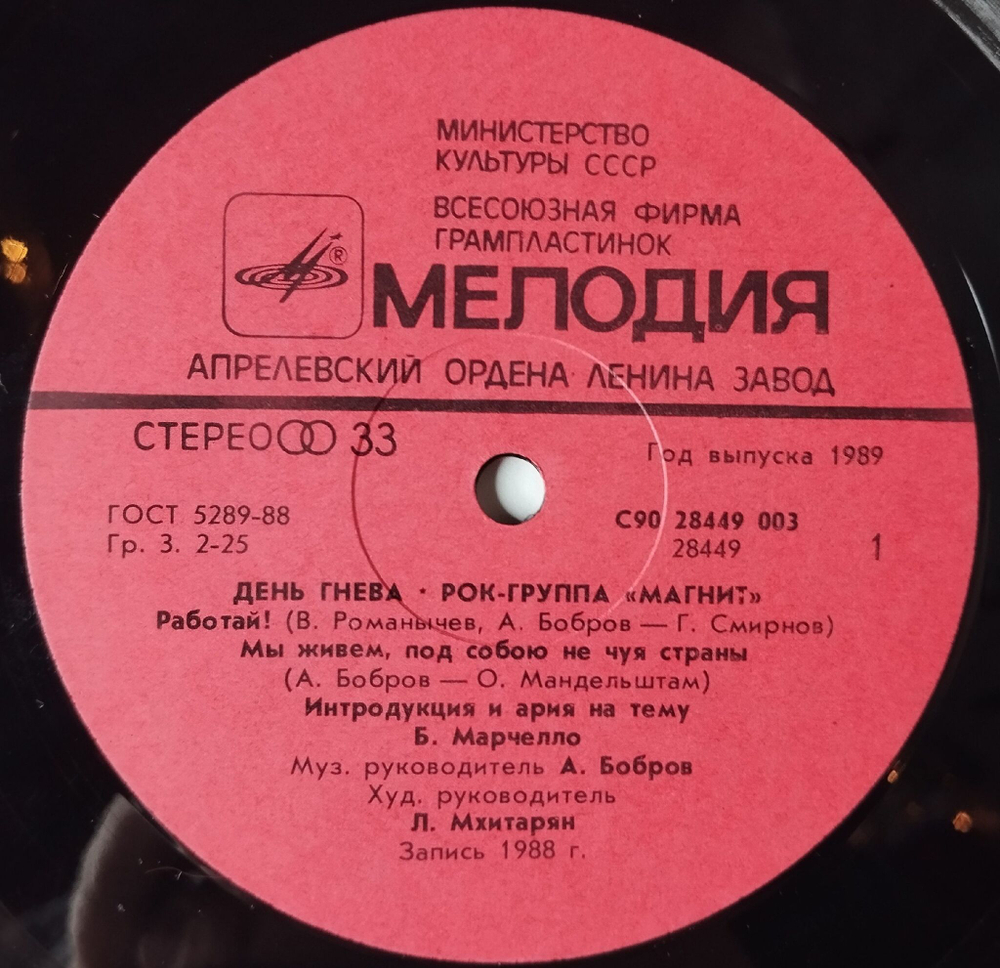 МИНИСТЕРСТВО
КУЛЬТУРЫ СССР
ВСЕСОЮЗНАЯ ФИРМА
ГРАМПЛАСТИНОК
®
МЕЛОДИЯ
АПРЕЛЕВСКИЙ ОРДЕНА ЛЕНИНА ЗАВОД
СТЕРЕО 33
Год выпуска 1989
ГОСТ 5289-88
Гр. 3. 2-25
С90 28449 003
28449
1
ДЕНЬ ГНЕВА · РОК-ГРУППА «МАГНИТ»
Работай! (В. Романычев, А. Бобров — Г. Смирнов)
Мы живем, под собою не чуя страны
(А. Бобров — О. Мандельштам)
Интродукция и ария на тему
Б. Марчелло
Муз. руководитель А. Бобров
Худ. руководитель
Л. Мхитарян
Запись 1988 г.